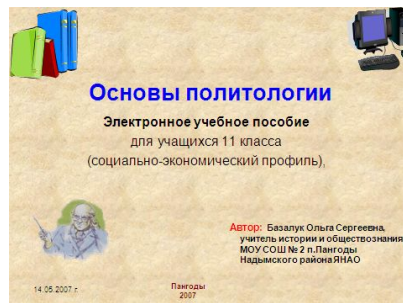 Основы политологии
Электронное учебное пособие
для учащихся 11 класса
(социально-экономический профиль),
Автор: Базалук Ольга Сергеевна,
учитель истории и обществознания
МОУ СОШ № 2 п.Пангоды
Надымского района ЯНАО
14.05.2007 г.
Пангоды
2007